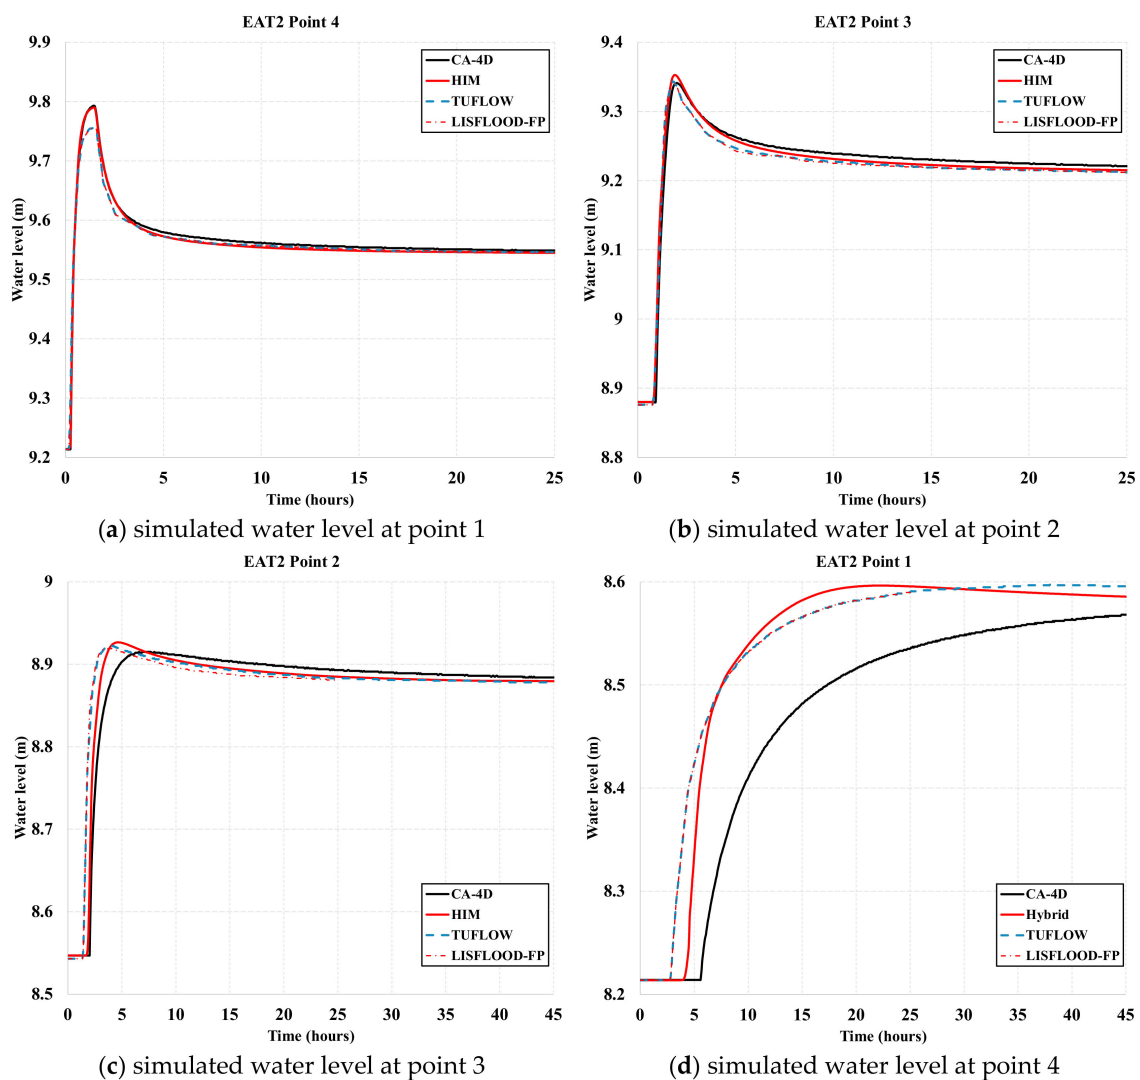 EAT2 Point 4
Water level (m)
9.9
9.8
9.7
9.6
9.5
9.4
9.3
9.2
CA-4D
HIM
TUFLOW
LISFLOOD-FP
0 5 10 15 20 25
Time (hours)
(a) simulated water level at point 1
EAT2 Point 3
Water level (m)
9.4
9.3
9.2
9.1
9
8.9
8.8
CA-4D
HIM
TUFLOW
LISFLOOD-FP
0 5 10 15 20 25
Time (hours)
(b) simulated water level at point 2
EAT2 Point 2
Water level (m)
9
8.9
8.8
8.7
8.6
8.5
CA-4D
HIM
TUFLOW
LISFLOOD-FP
0 5 10 15 20 25 30 35 40 45
Time (hours)
(c) simulated water level at point 3
EAT2 Point 1
Water level (m)
8.6
8.5
8.4
8.3
8.2
CA-4D
Hybrid
TUFLOW
LISFLOOD-FP
0 5 10 15 20 25 30 35 40 45
Time (hours)
(d) simulated water level at point 4